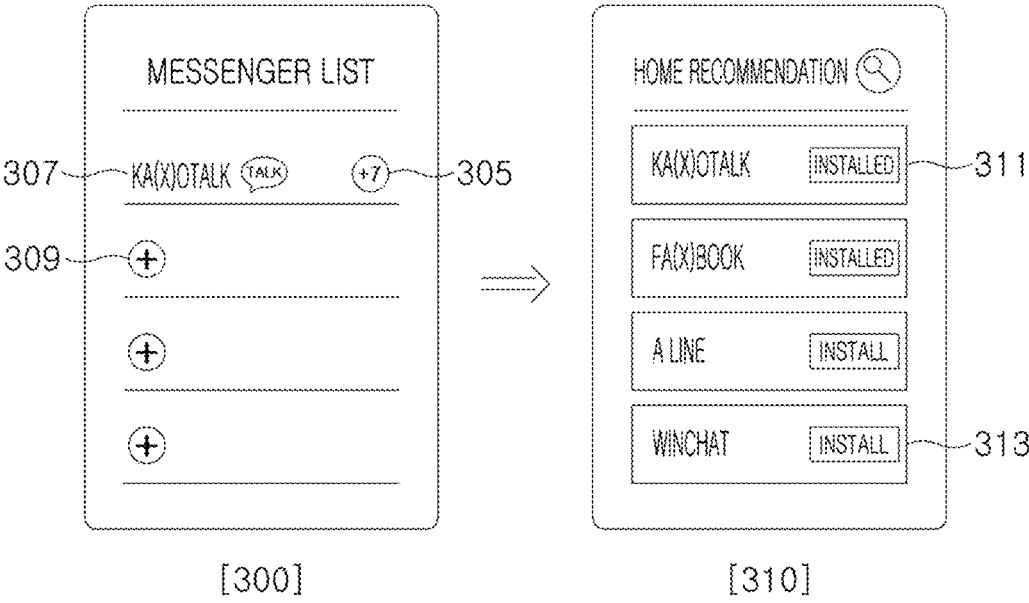 MESSENGER LIST
307 KA(X)OTALK TALK +7 305
309 +
+
+
[300]
HOME RECOMMENDATION
KA(X)OTALK INSTALLED 311
FA(X)BOOK INSTALLED
A LINE INSTALL
WINCHAT INSTALL 313
[310]